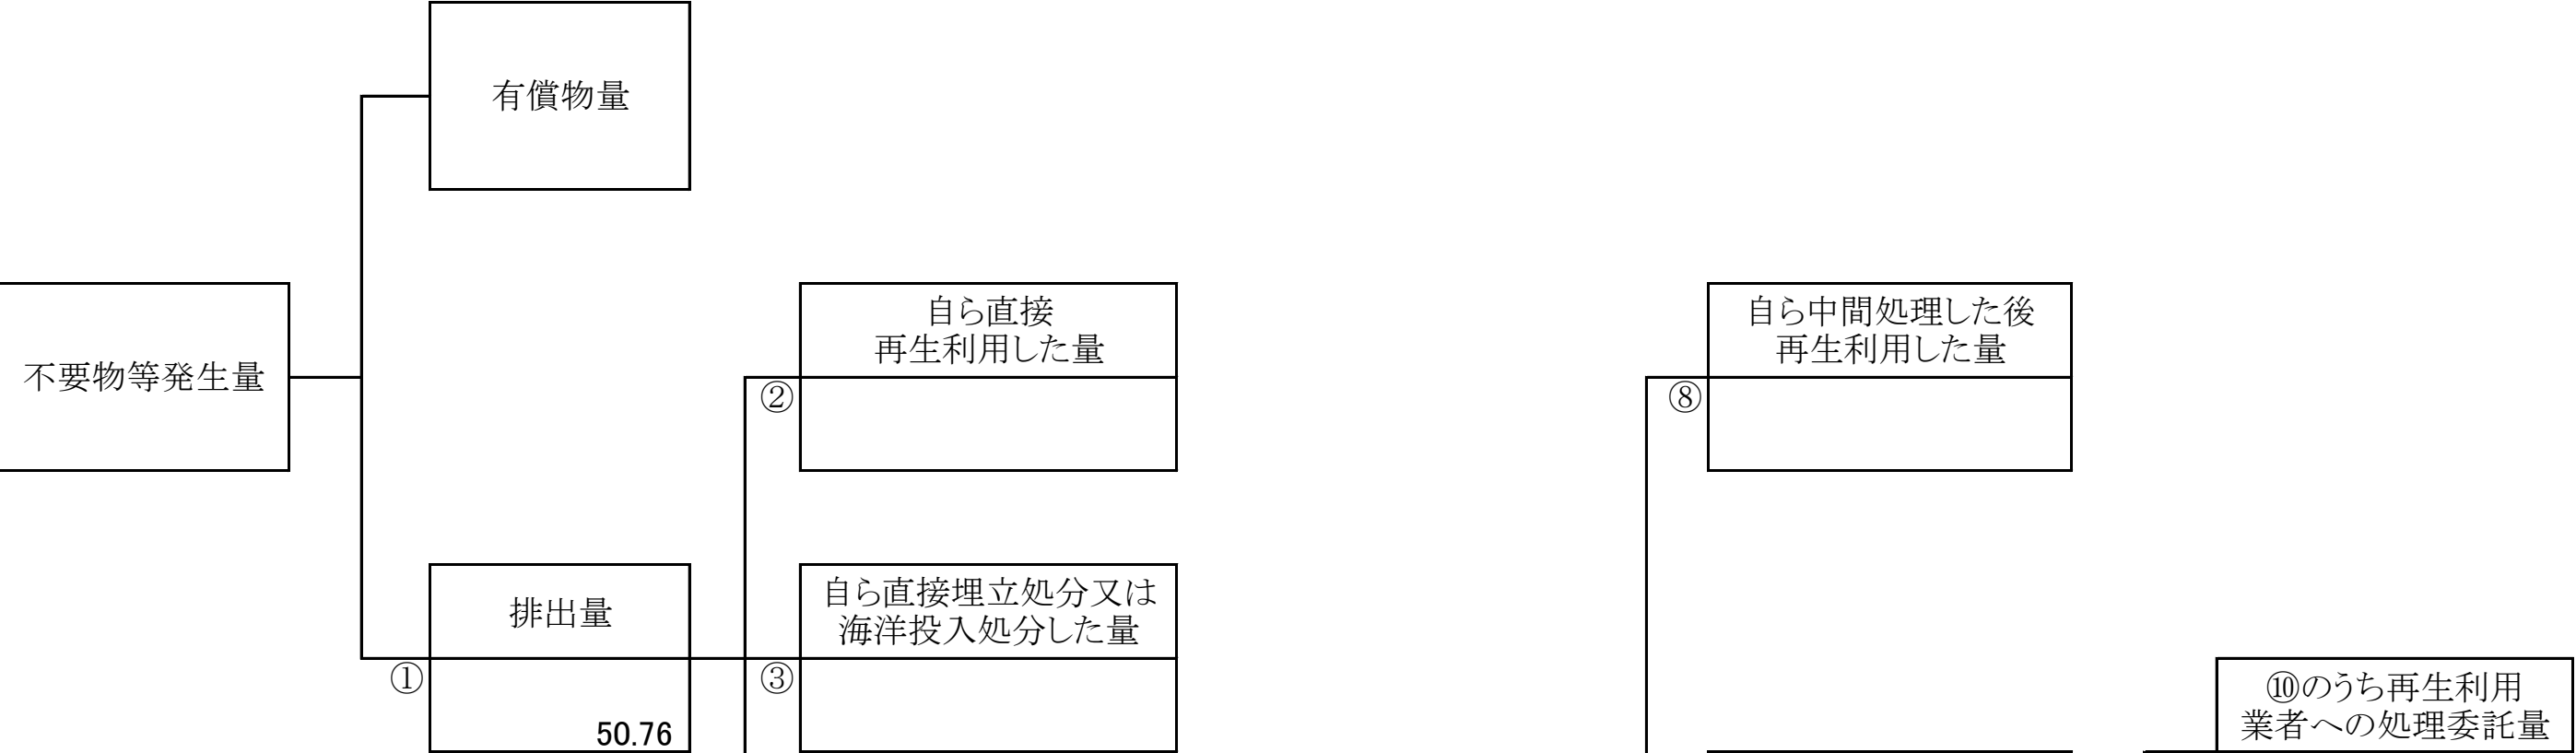 有償物量
不要物等発生量
自ら直接
再生利用した量
②
自ら中間処理した後
再生利用した量
⑧
排出量
①
50.76
自ら直接埋立処分又は
海洋投入処分した量
③
⑩のうち再生利用
業者への処理委託量